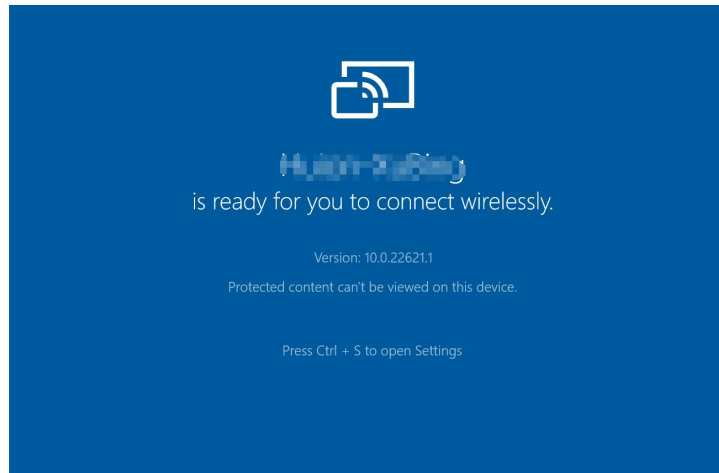 is ready for you to connect wirelessly.
Version: 10.0.22621.1
Protected content can't be viewed on this device.
Press Ctrl + S to open Settings